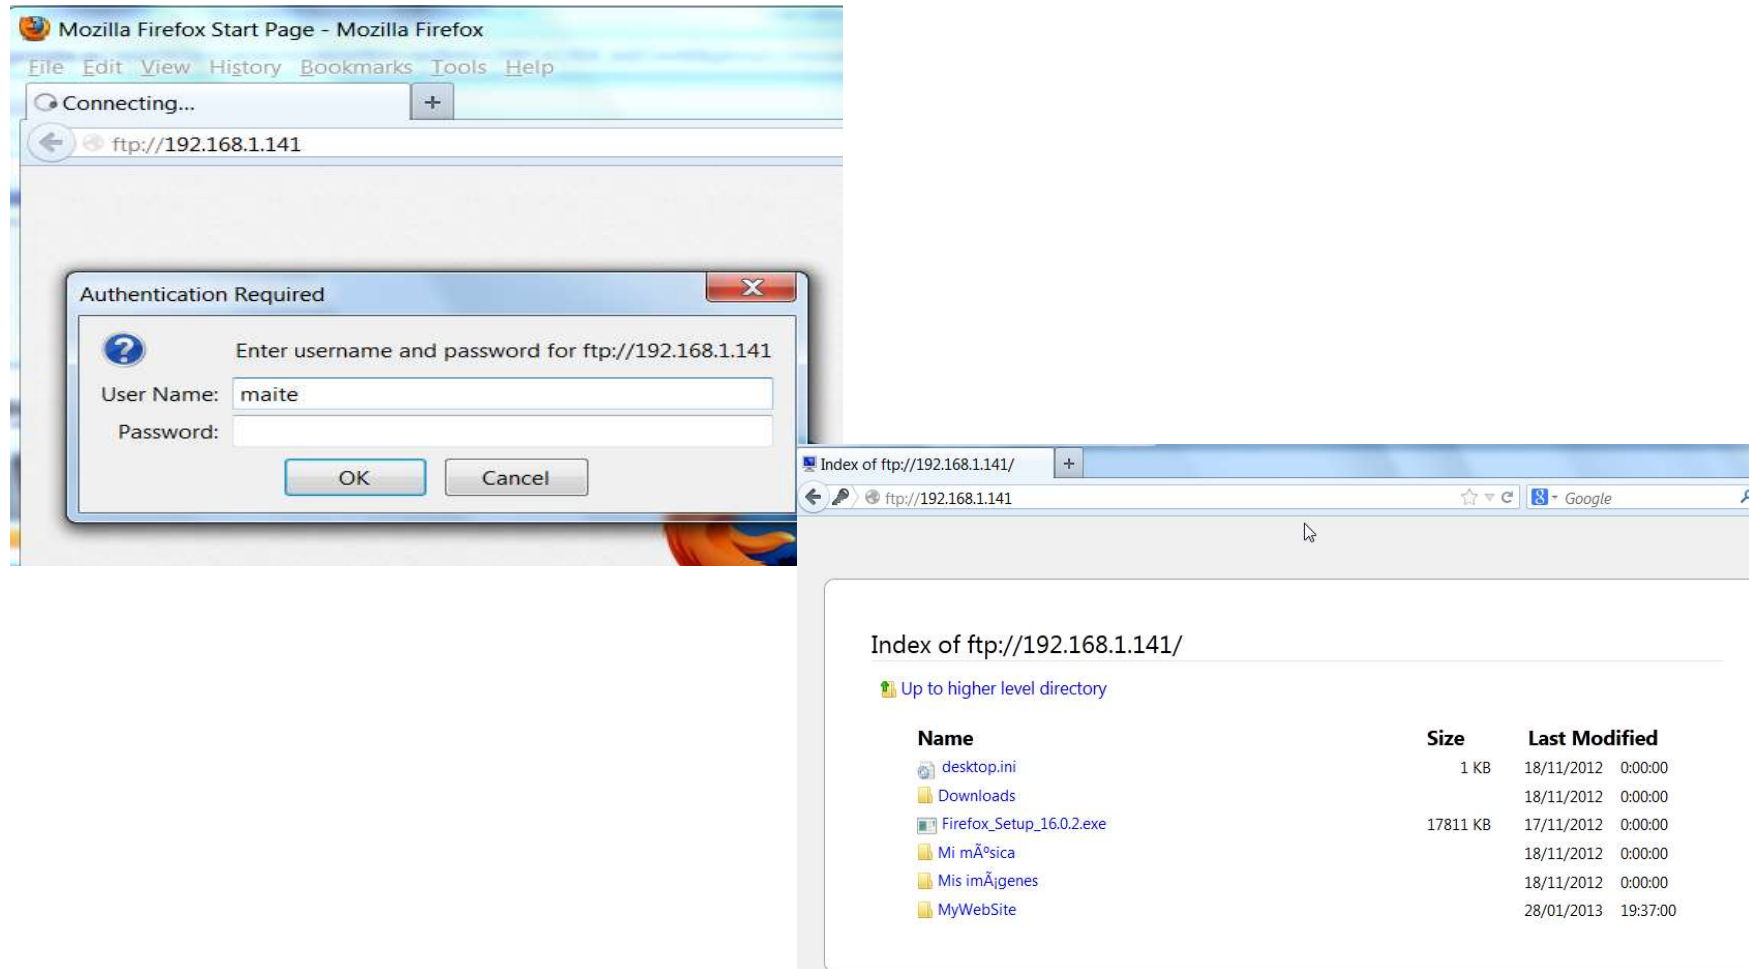 Mozilla Firefox Start Page - Mozilla Firefox
File Edit View History Bookmarks Tools Help
Connecting...
+
ftp://192.168.1.141
Authentication Required
Enter username and password for ftp://192.168.1.141
User Name: maite
Password:
OK Cancel
Index of ftp://192.168.1.141/ +
ftp://192.168.1.141 8 Google
Index of ftp://192.168.1.141/
Up to higher level directory
Name Size Last Modified
desktop.ini 1 KB 18/11/2012 0:00:00
Downloads 18/11/2012 0:00:00
Firefox_Setup_16.0.2.exe 17811 KB 17/11/2012 0:00:00
Mi mÃºsica 18/11/2012 0:00:00
Mis imÃ¡genes 18/11/2012 0:00:00
MyWebSite 28/01/2013 19:37:00